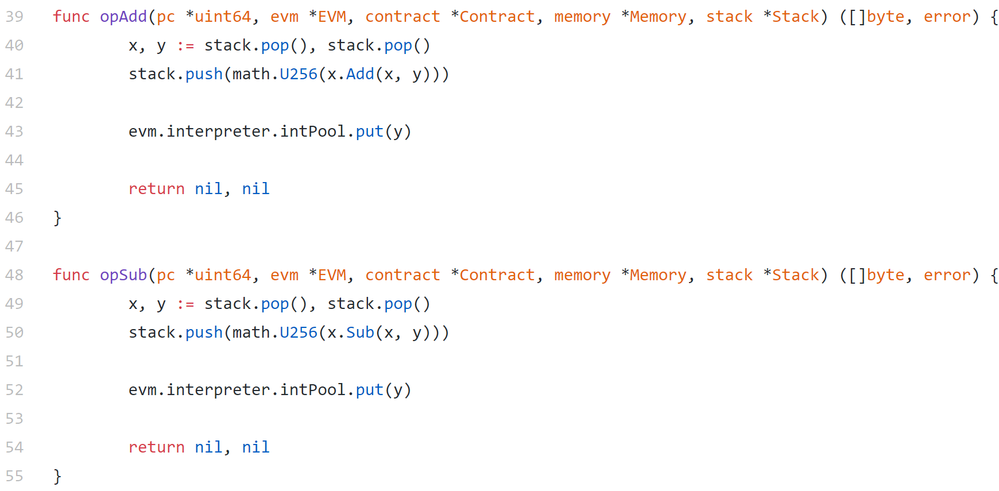 39 func opAdd(pc *uint64, evm *EVM, contract *Contract, memory *Memory, stack *Stack) ([]byte, error) {
40 x, y := stack.pop(), stack.pop()
41 stack.push(math.U256(x.Add(x, y)))
42
43 evm.interpreter.intPool.put(y)
44
45 return nil, nil
46 }
47
48 func opSub(pc *uint64, evm *EVM, contract *Contract, memory *Memory, stack *Stack) ([]byte, error) {
49 x, y := stack.pop(), stack.pop()
50 stack.push(math.U256(x.Sub(x, y)))
51
52 evm.interpreter.intPool.put(y)
53
54 return nil, nil
55 }